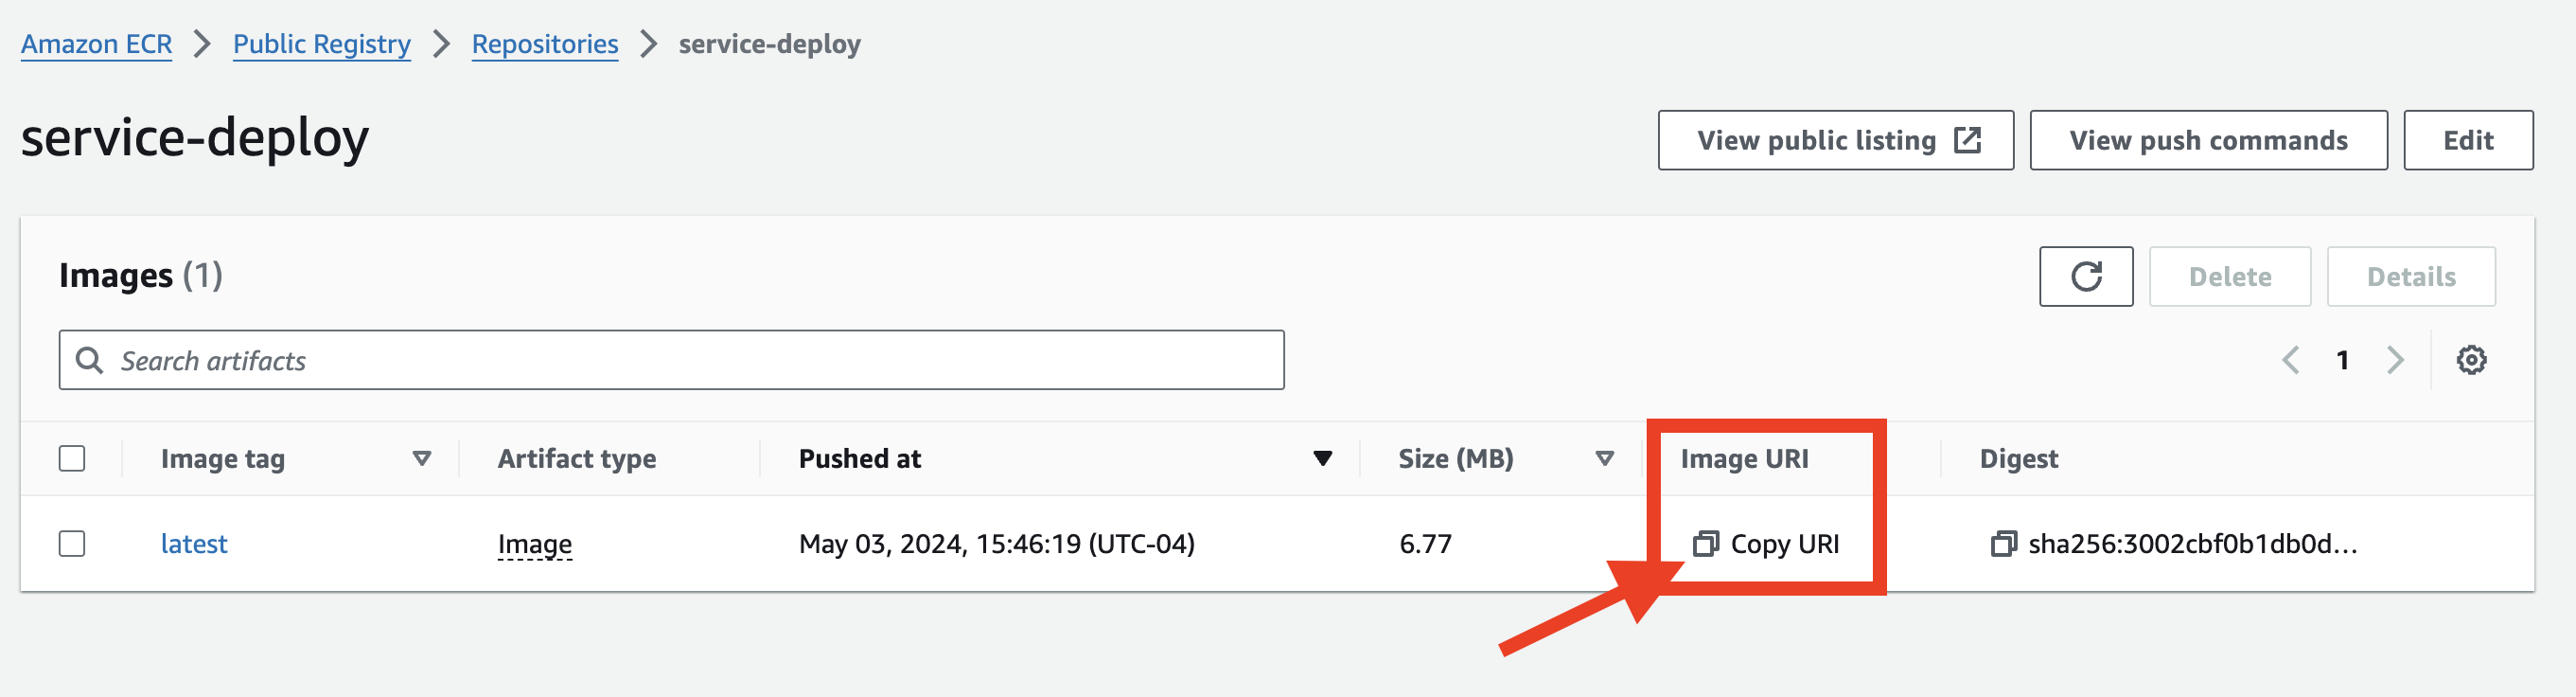 Amazon ECR > Public Registry > Repositories > service-deploy
service-deploy
View public listing View push commands Edit
Images (1)
Delete Details
Search artifacts
1
Image tag Artifact type Pushed at Size (MB) Image URI Digest
latest Image May 03, 2024, 15:46:19 (UTC-04) 6.77 Copy URI sha256:3002cbf0b1db0d...